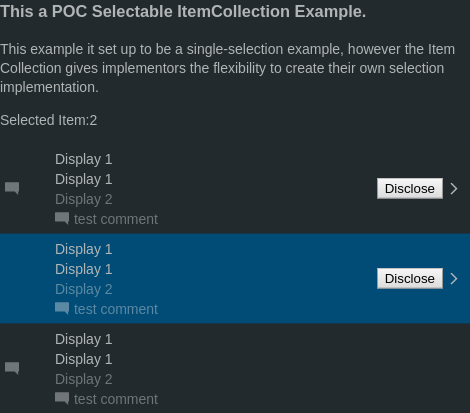 This a POC Selectable ItemCollection Example.
This example it set up to be a single-selection example, however the Item
Collection gives implementors the flexibility to create their own selection
implementation.
Selected Item:2
Display 1
Display 1
Display 2
test comment
Disclose
Display 1
Display 1
Display 2
test comment
Disclose
Display 1
Display 1
Display 2
test comment